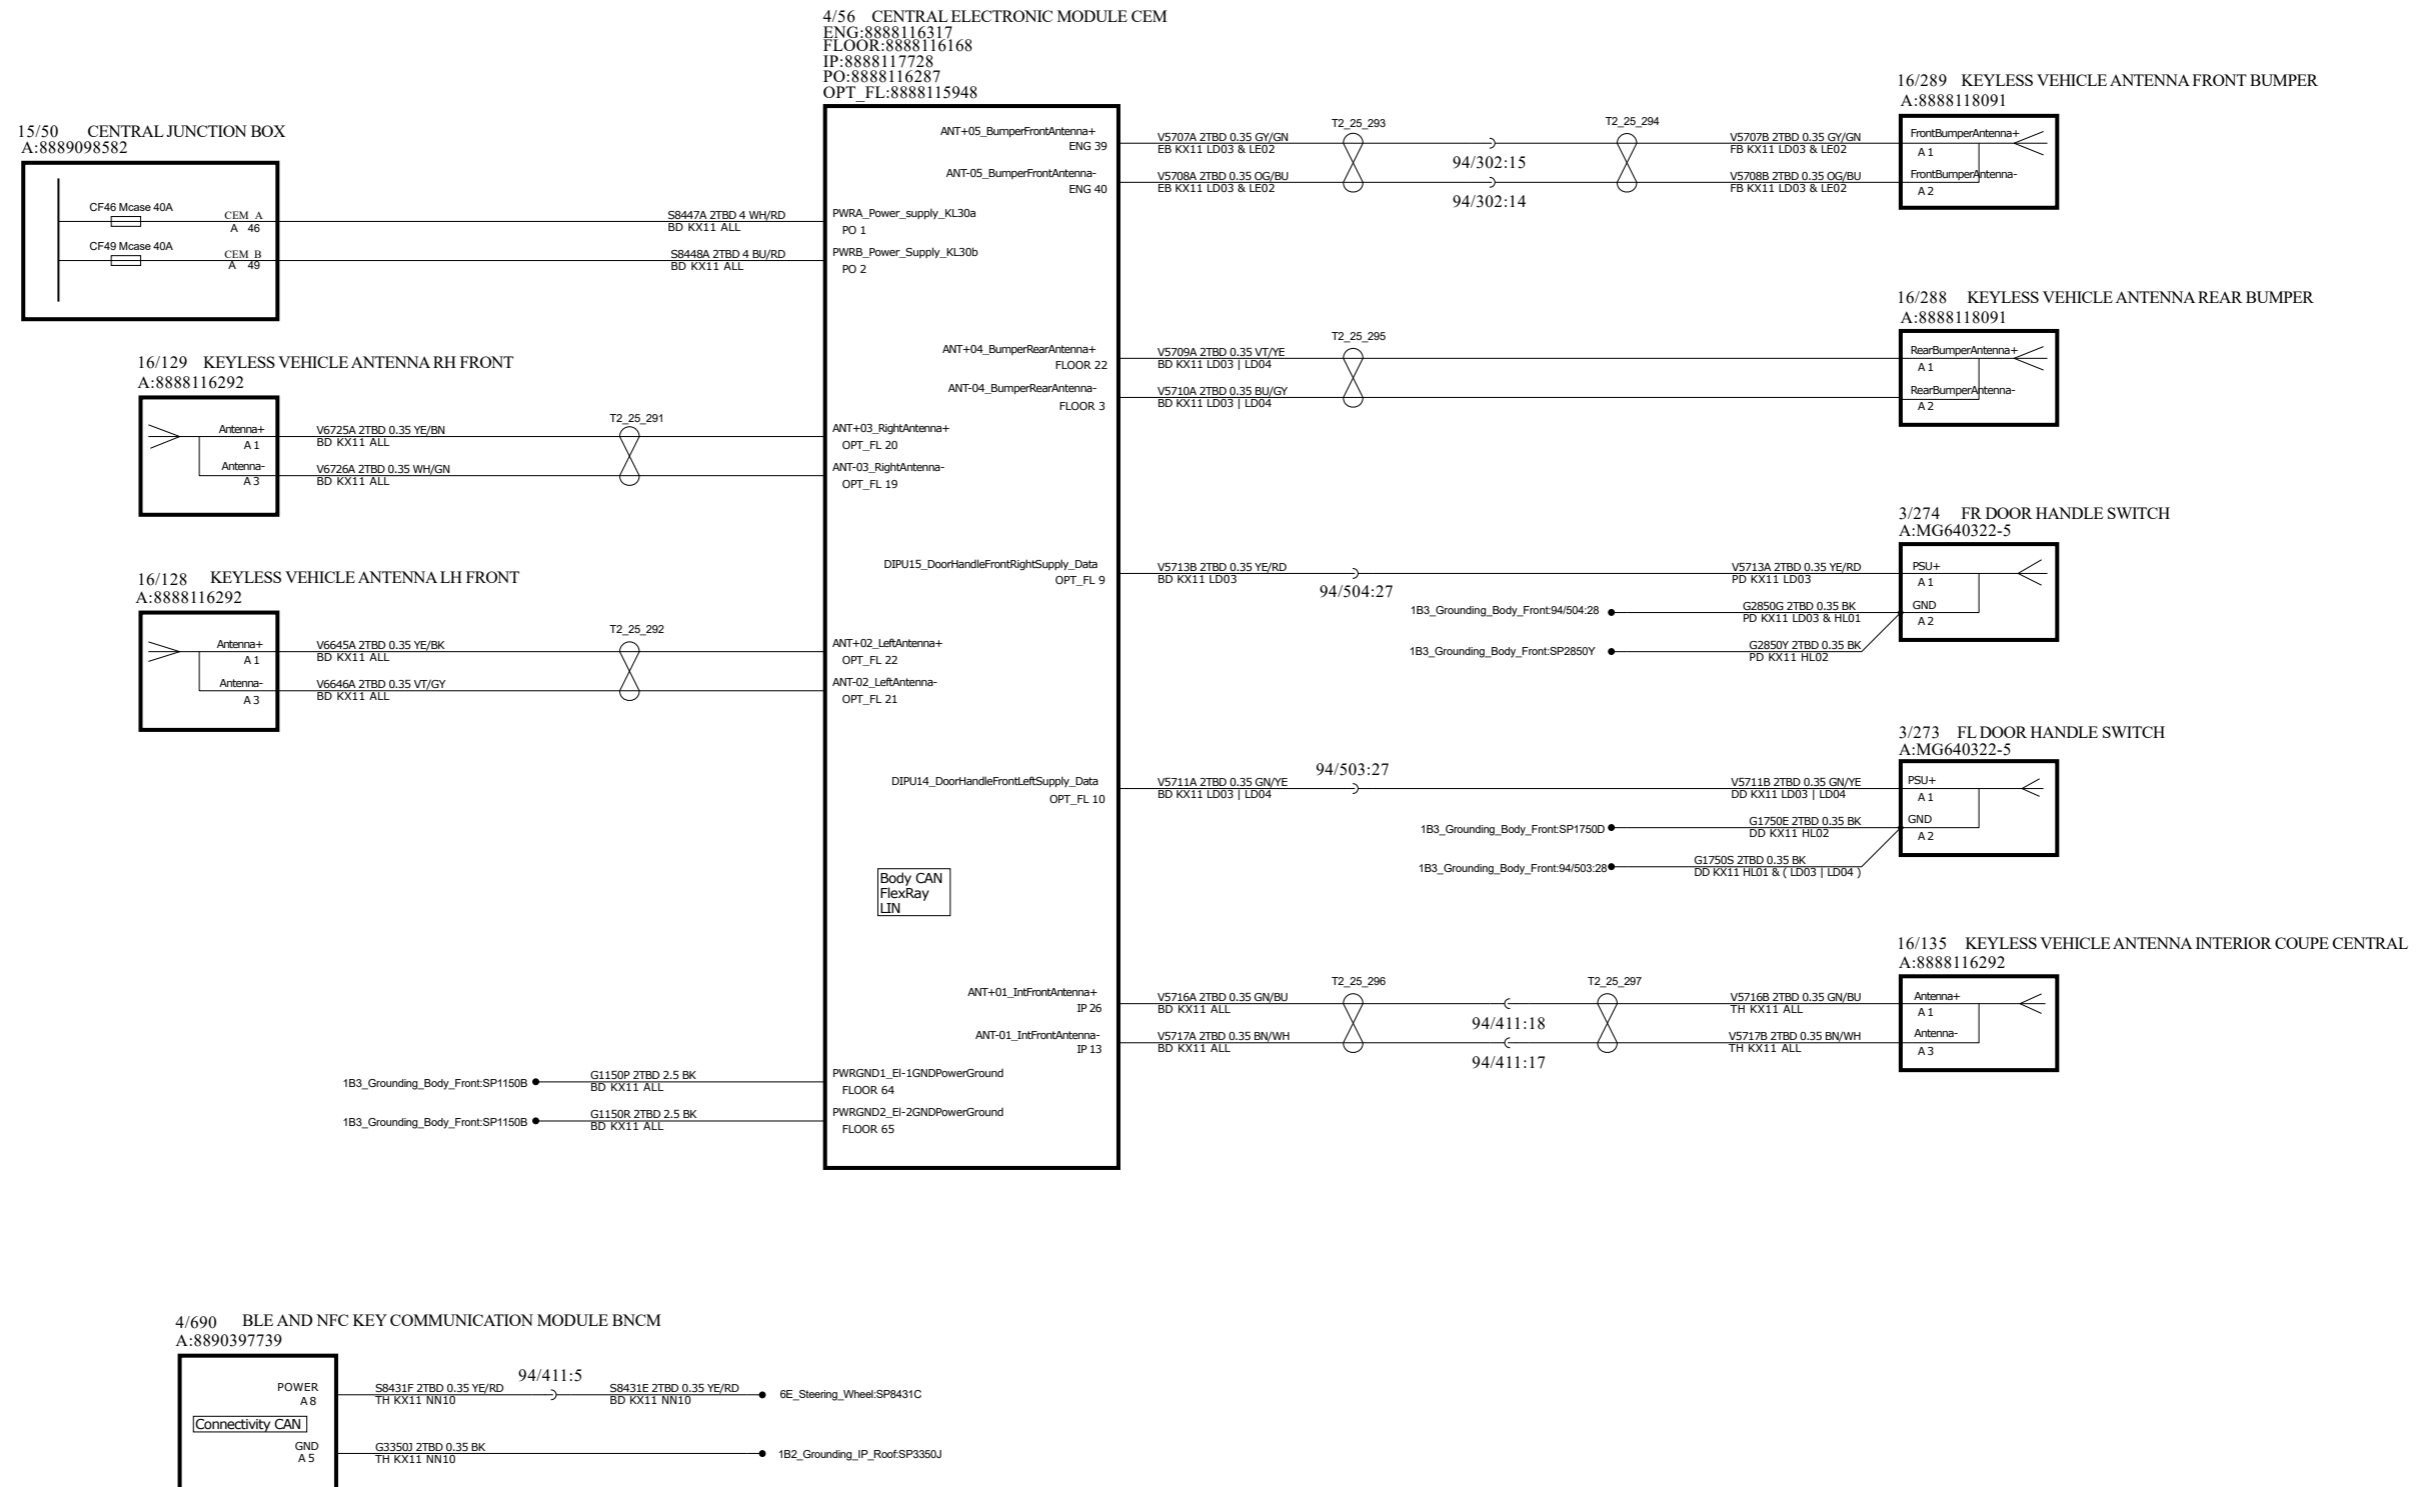 4/56 CENTRAL ELECTRONIC MODULE CEM
ENG:8888116317
FLOOR:8888116168
IP:8888117728
PO:8888116287
OPT_FL:8888115948
15/50 CENTRAL JUNCTION BOX
A:8889098582
CF46 Mcase 40A
CEM A
A 46
CF49 Mcase 40A
CEM B
A 49
S8447A 2TBD 4 WH/RD
BD KX11 ALL
S8448A 2TBD 4 BU/RD
BD KX11 ALL
PWRA_Power_supply_KL30a
PO 1
PWRB_Power_Supply_KL30b
PO 2
16/129 KEYLESS VEHICLE ANTENNA RH FRONT
A:8888116292
Antenna+
A 1
Antenna-
A 3
V6725A 2TBD 0.35 YE/BN
BD KX11 ALL
V6726A 2TBD 0.35 WH/GN
BD KX11 ALL
T2_25_291
ANT+03_RightAntenna+
OPT_FL 20
ANT-03_RightAntenna-
OPT_FL 19
16/128 KEYLESS VEHICLE ANTENNA LH FRONT
A:8888116292
Antenna+
A 1
Antenna-
A 3
V6645A 2TBD 0.35 YE/BK
BD KX11 ALL
V6646A 2TBD 0.35 VT/GY
BD KX11 ALL
T2_25_292
ANT+02_LeftAntenna+
OPT_FL 22
ANT-02_LeftAntenna-
OPT_FL 21
1B3_Grounding_Body_Front:SP1150B
G1150P 2TBD 2.5 BK
BD KX11 ALL
PWRGND1_El-1GNDPowerGround
FLOOR 64
1B3_Grounding_Body_Front:SP1150B
G1150R 2TBD 2.5 BK
BD KX11 ALL
PWRGND2_El-2GNDPowerGround
FLOOR 65
Body CAN
FlexRay
LIN
ANT+05_BumperFrontAntenna+
ENG 39
ANT-05_BumperFrontAntenna-
ENG 40
V5707A 2TBD 0.35 GY/GN
EB KX11 LD03 & LE02
V5708A 2TBD 0.35 OG/BU
EB KX11 LD03 & LE02
T2_25_293
94/302:15
94/302:14
T2_25_294
V5707B 2TBD 0.35 GY/GN
FB KX11 LD03 & LE02
V5708B 2TBD 0.35 OG/BU
FB KX11 LD03 & LE02
16/289 KEYLESS VEHICLE ANTENNA FRONT BUMPER
A:8888118091
FrontBumperAntenna+
A 1
FrontBumperAntenna-
A 2
ANT+04_BumperRearAntenna+
FLOOR 22
ANT-04_BumperRearAntenna-
FLOOR 3
V5709A 2TBD 0.35 VT/YE
BD KX11 LD03 | LD04
V5710A 2TBD 0.35 BU/GY
BD KX11 LD03 | LD04
T2_25_295
16/288 KEYLESS VEHICLE ANTENNA REAR BUMPER
A:8888118091
RearBumperAntenna+
A 1
RearBumperAntenna-
A 2
DIPU15_DoorHandleFrontRightSupply_Data
OPT_FL 9
V5713B 2TBD 0.35 YE/RD
BD KX11 LD03
94/504:27
V5713A 2TBD 0.35 YE/RD
PD KX11 LD03
1B3_Grounding_Body_Front:94/504:28
G2850G 2TBD 0.35 BK
PD KX11 LD03 & HL01
1B3_Grounding_Body_Front:SP2850Y
G2850Y 2TBD 0.35 BK
PD KX11 HL02
3/274 FR DOOR HANDLE SWITCH
A:MG640322-5
PSU+
A 1
GND
A 2
DIPU14_DoorHandleFrontLeftSupply_Data
OPT_FL 10
V5711A 2TBD 0.35 GN/YE
BD KX11 LD03 | LD04
94/503:27
V5711B 2TBD 0.35 GN/YE
DD KX11 LD03 | LD04
1B3_Grounding_Body_Front:SP1750D
G1750E 2TBD 0.35 BK
DD KX11 HL02
1B3_Grounding_Body_Front:94/503:28
G1750S 2TBD 0.35 BK
DD KX11 HL01 & ( LD03 | LD04 )
3/273 FL DOOR HANDLE SWITCH
A:MG640322-5
PSU+
A 1
GND
A 2
ANT+01_IntFrontAntenna+
IP 26
ANT-01_IntFrontAntenna-
IP 13
V5716A 2TBD 0.35 GN/BU
BD KX11 ALL
V5717A 2TBD 0.35 BN/WH
BD KX11 ALL
T2_25_296
94/411:18
94/411:17
T2_25_297
V5716B 2TBD 0.35 GN/BU
TH KX11 ALL
V5717B 2TBD 0.35 BN/WH
TH KX11 ALL
16/135 KEYLESS VEHICLE ANTENNA INTERIOR COUPE CENTRAL
A:8888116292
Antenna+
A 1
Antenna-
A 3
4/690 BLE AND NFC KEY COMMUNICATION MODULE BNCM
A:8890397739
POWER
A 8
Connectivity CAN
GND
A 5
S8431F 2TBD 0.35 YE/RD
TH KX11 NN10
94/411:5
S8431E 2TBD 0.35 YE/RD
BD KX11 NN10
6E_Steering_Wheel:SP8431C
G3350J 2TBD 0.35 BK
TH KX11 NN10
1B2_Grounding_IP_Roof:SP3350J